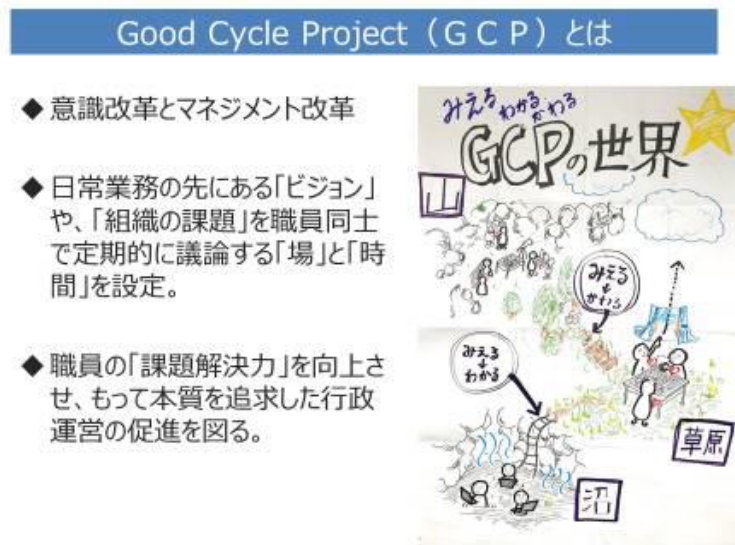 Good Cycle Project（ＧＣＰ）とは
◆意識改革とマネジメント改革
◆日常業務の先にある「ビジョン」
や、「組織の課題」を職員同士
で定期的に議論する「場」と「時
間」を設定。
◆職員の「課題解決力」を向上さ
せ、もって本質を追求した行政
運営の促進を図る。
みえる わかる かわる
GCPの世界
山
みえる
↓
かわる
みえる
↓
わかる
草原
沼